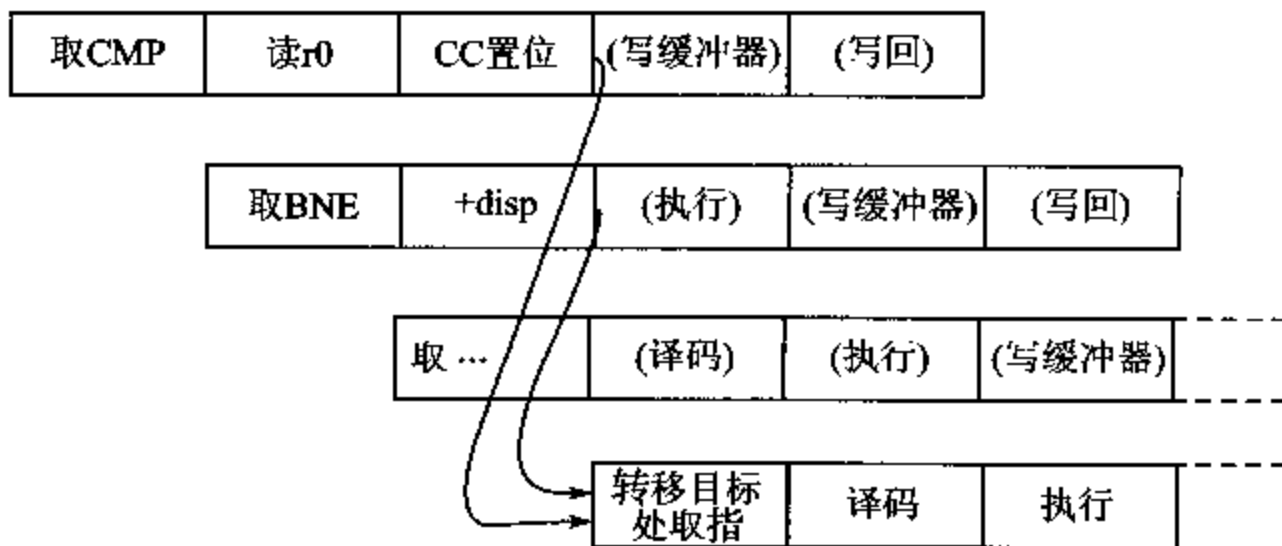 取CMP 读r0 CC置位 (写缓冲器) (写回)
取BNE +disp (执行) (写缓冲器) (写回)
取 … (译码) (执行) (写缓冲器)
转移目标 译码 执行
处取指